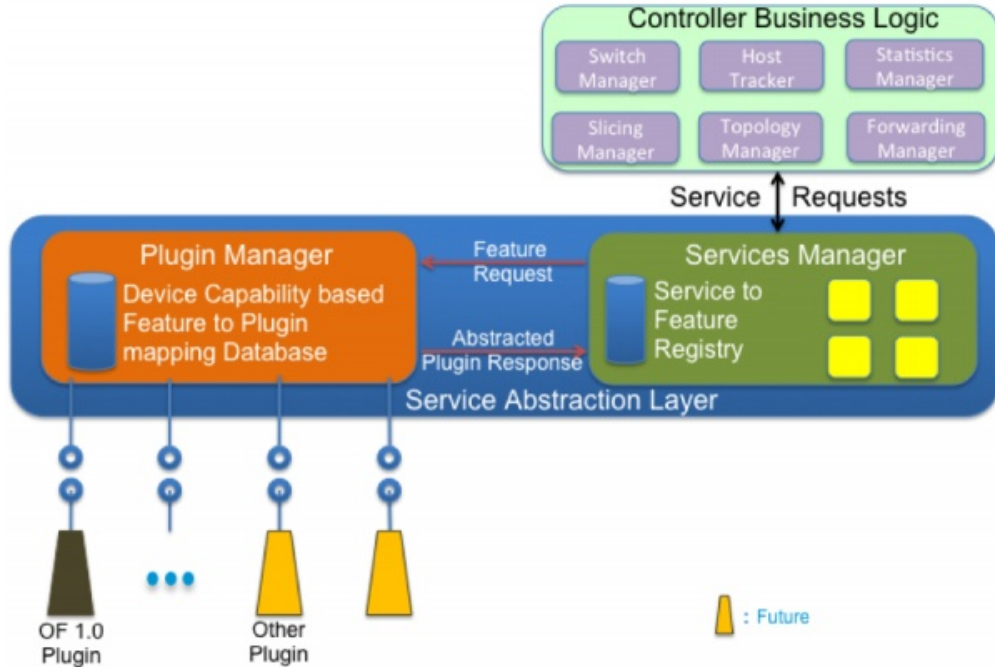 Controller Business Logic
Switch
Manager
Host
Tracker
Statistics
Manager
Slicing
Manager
Topology
Manager
Forwarding
Manager
Service Requests
Plugin Manager
Device Capability based
Feature to Plugin
mapping Database
Feature
Request
Abstracted
Plugin Response
Services Manager
Service to
Feature
Registry
Service Abstraction Layer
OF 1.0
Plugin
Other
Plugin
: Future